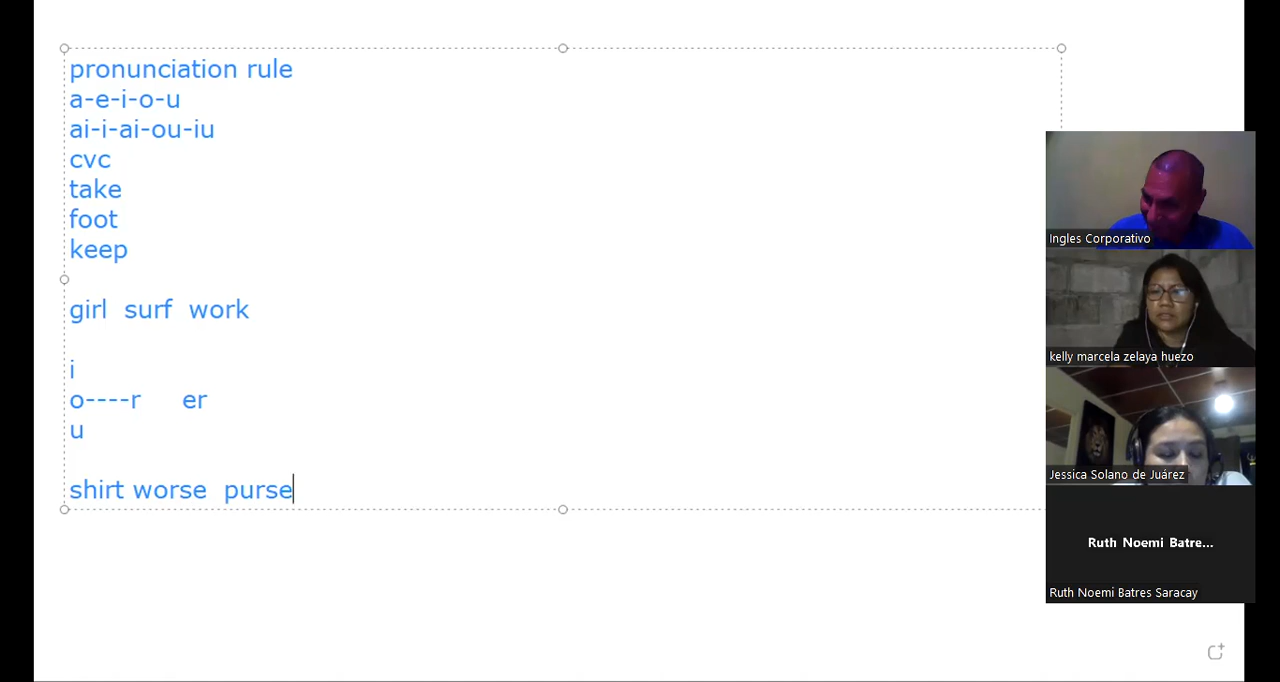 pronunciation rule
a-e-i-o-u
ai-i-ai-ou-iu
cvc
take
foot
keep
girl surf work
i
o----r er
u
shirt worse purse
Ingles Corporativo
kelly marcela zelaya huezo
Jessica Solano de Juárez
Ruth Noemi Batre...
Ruth Noemi Batres Saracay